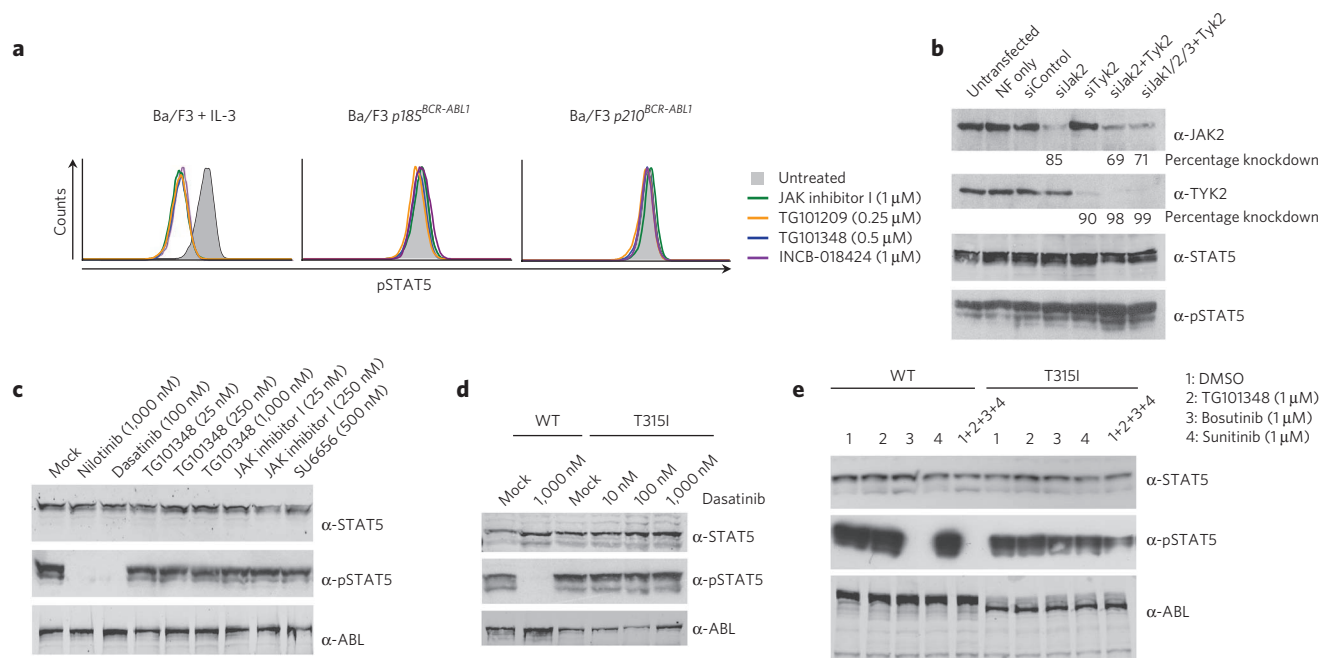 a
Ba/F3 + IL-3
Ba/F3 p185BCR-ABL1
Ba/F3 p210BCR-ABL1
Counts
pSTAT5
Untreated
JAK inhibitor I (1 μM)
TG101209 (0.25 μM)
TG101348 (0.5 μM)
INCB-018424 (1 μM)
b
Untransfected
NF only
siControl
siJak2
siTyk2
siJak2+Tyk2
siJak1/2/3+Tyk2
α-JAK2
85 69 71 Percentage knockdown
α-TYK2
90 98 99 Percentage knockdown
α-STAT5
α-pSTAT5
c
Mock
Nilotinib (1,000 nM)
Dasatinib (100 nM)
TG101348 (25 nM)
TG101348 (250 nM)
TG101348 (1,000 nM)
JAK inhibitor I (25 nM)
JAK inhibitor I (250 nM)
SU6656 (500 nM)
α-STAT5
α-pSTAT5
α-ABL
d
WT T315I
Mock
1,000 nM
Mock
10 nM
100 nM
1,000 nM
Dasatinib
α-STAT5
α-pSTAT5
α-ABL
e
WT T315I
1 2 3 4 1+2+3+4 1 2 3 4 1+2+3+4
1: DMSO
2: TG101348 (1 μM)
3: Bosutinib (1 μM)
4: Sunitinib (1 μM)
α-STAT5
α-pSTAT5
α-ABL